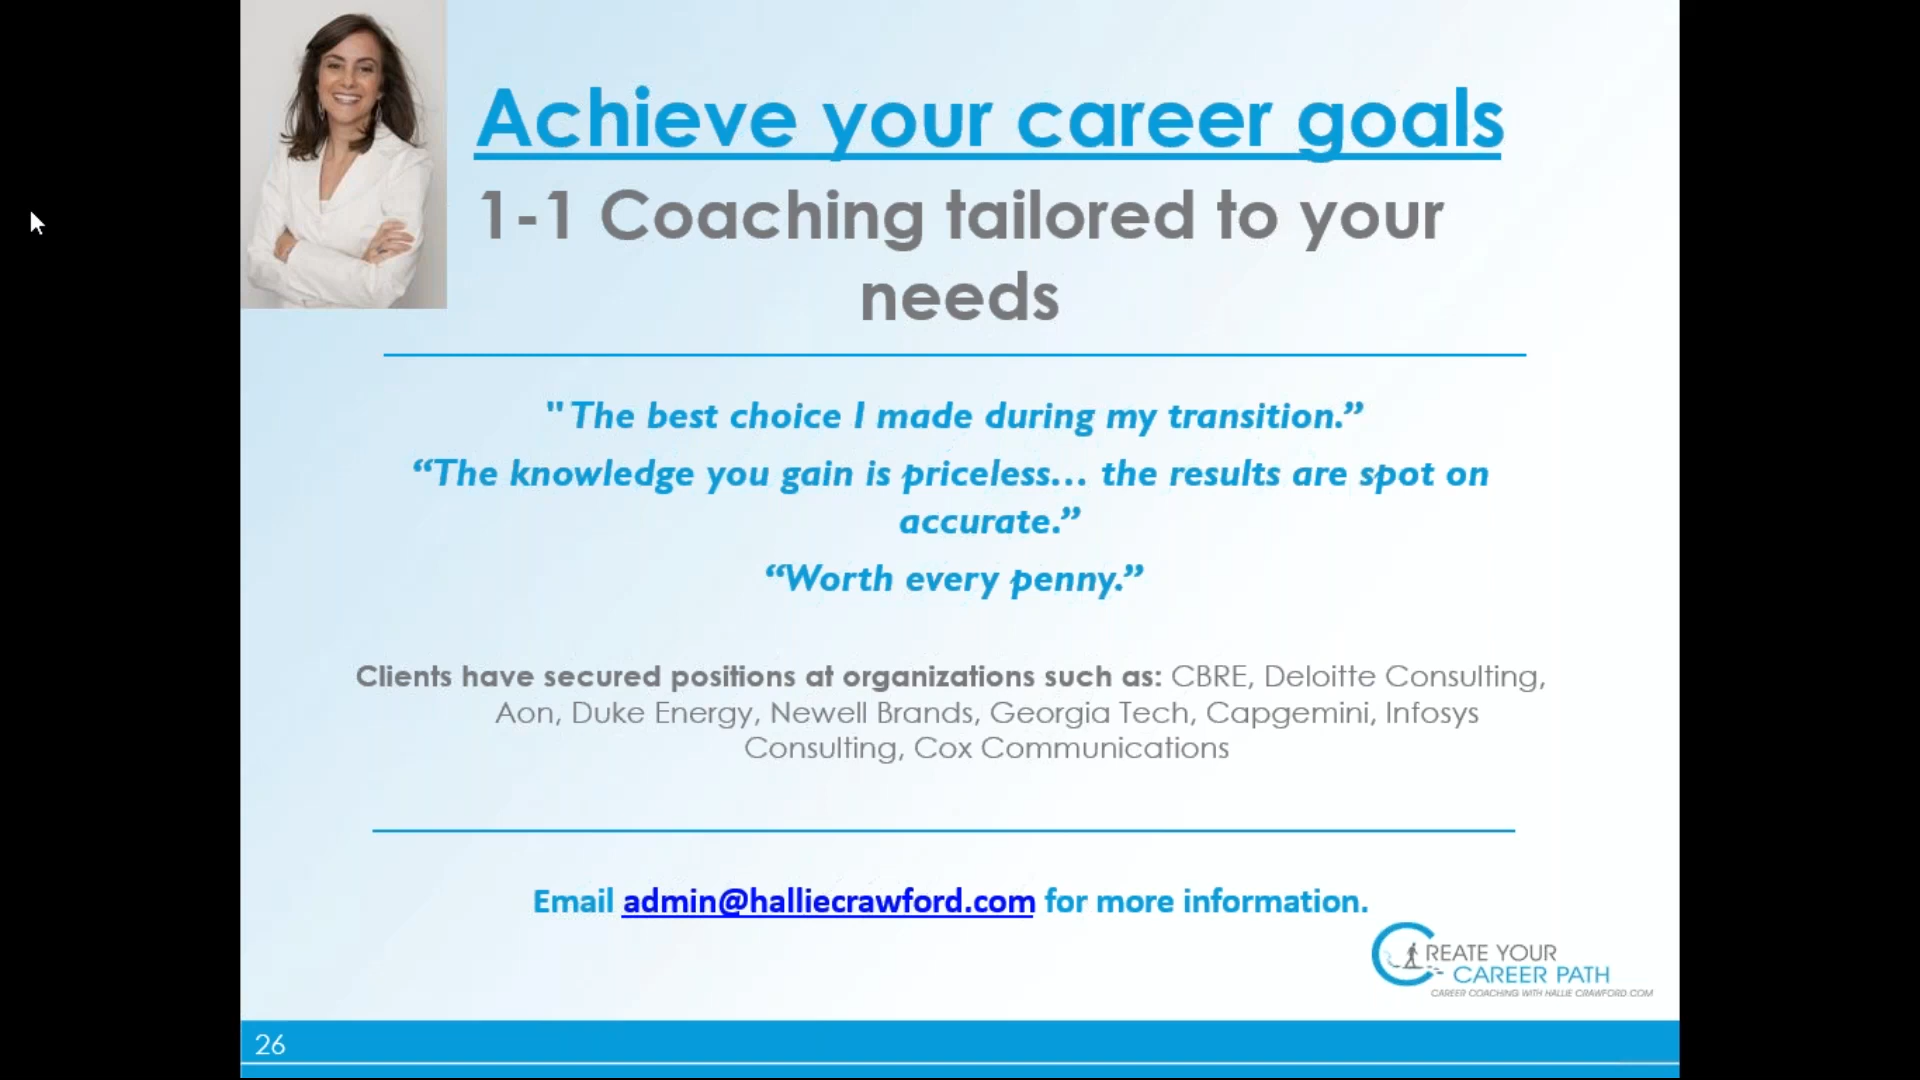 Achieve your career goals
1-1 Coaching tailored to your
needs
" The best choice I made during my transition.”
“The knowledge you gain is priceless... the results are spot on
accurate.”
“Worth every penny.”
Clients have secured positions at organizations such as: CBRE, Deloitte Consulting,
Aon, Duke Energy, Newell Brands, Georgia Tech, Capgemini, Infosys
Consulting, Cox Communications
Email admin@halliecrawford.com for more information.
CREATE YOUR
CAREER PATH
CAREER COACHING WITH HALLIE CRAWFORD.COM
26